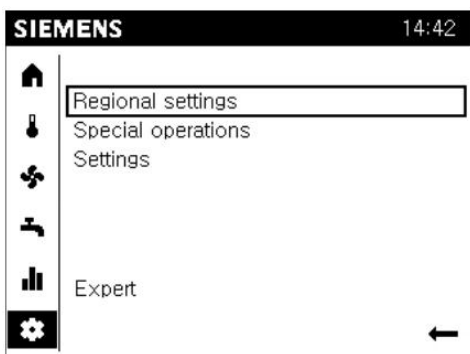 SIEMENS 14:42
Regional settings
Special operations
Settings
Expert